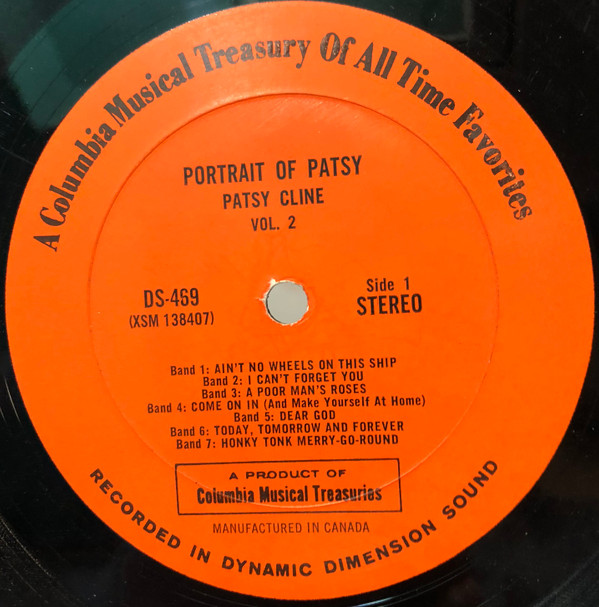 A Columbia Musical Treasury Of All Time Favorites
PORTRAIT OF PATSY
PATSY CLINE
VOL. 2
DS-469
(XSM 138407)
Side 1
STEREO
Band 1: AIN'T NO WHEELS ON THIS SHIP
Band 2: I CAN'T FORGET YOU
Band 3: A POOR MAN'S ROSES
Band 4: COME ON IN (And Make Yourself At Home)
Band 5: DEAR GOD
Band 6: TODAY, TOMORROW AND FOREVER
Band 7: HONKY TONK MERRY-GO-ROUND
A PRODUCT OF
Columbia Musical Treasuries
MANUFACTURED IN CANADA
RECORDED IN DYNAMIC DIMENSION SOUND